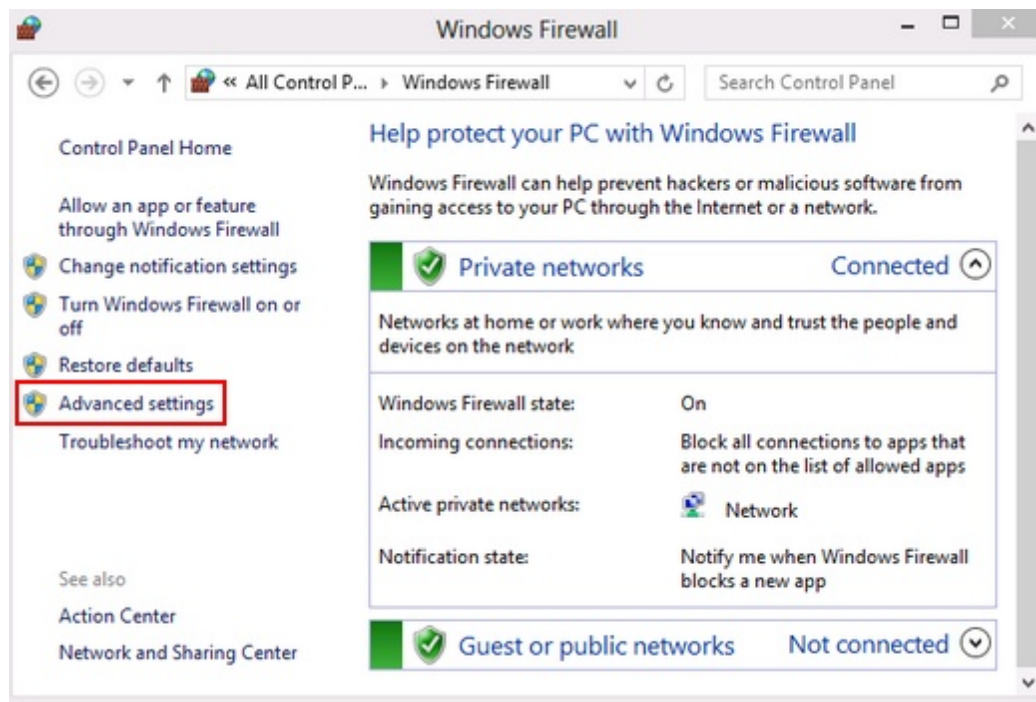 Windows Firewall
« All Control P... ▸ Windows Firewall
Search Control Panel
Control Panel Home
Allow an app or feature
through Windows Firewall
Change notification settings
Turn Windows Firewall on or
off
Restore defaults
Advanced settings
Troubleshoot my network
See also
Action Center
Network and Sharing Center
Help protect your PC with Windows Firewall
Windows Firewall can help prevent hackers or malicious software from
gaining access to your PC through the Internet or a network.
Private networks Connected
Networks at home or work where you know and trust the people and
devices on the network
Windows Firewall state: On
Incoming connections: Block all connections to apps that
are not on the list of allowed apps
Active private networks: Network
Notification state: Notify me when Windows Firewall
blocks a new app
Guest or public networks Not connected